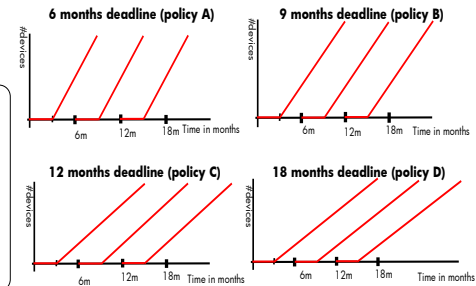 6 months deadline (policy A)
#devices
6m
12m
18m
Time in months
9 months deadline (policy B)
#devices
6m
12m
18m
Time in months
12 months deadline (policy C)
#devices
6m
12m
18m
Time in months
18 months deadline (policy D)
#devices
6m
12m
18m
Time in months